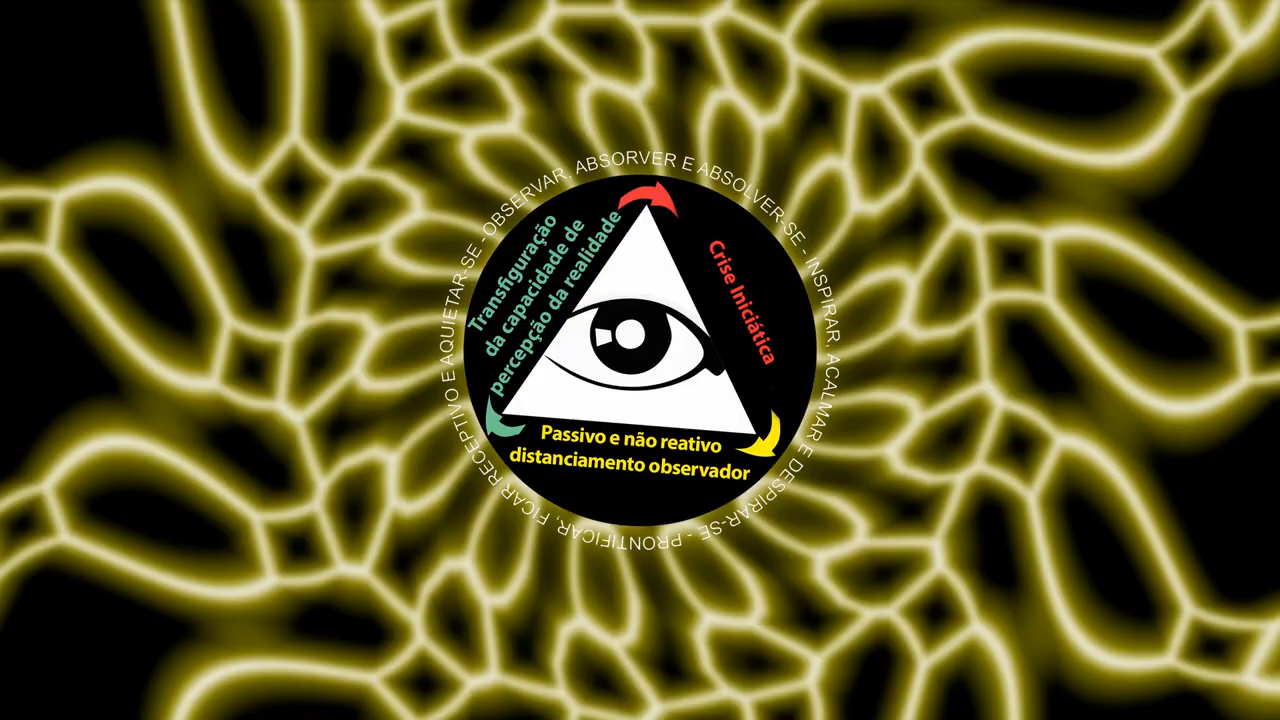 OBSERVAR, ABSORVER E ABSOLVER-SE - INSPIRAR, ACALMAR E DESPIRAR-SE - PRONTIFICAR, FICAR RECEPTIVO E AQUIETAR-SE -
Transfiguração
da capacidade de
percepção da realidade
Crise Iniciática
Passivo e não reativo
distanciamento observador